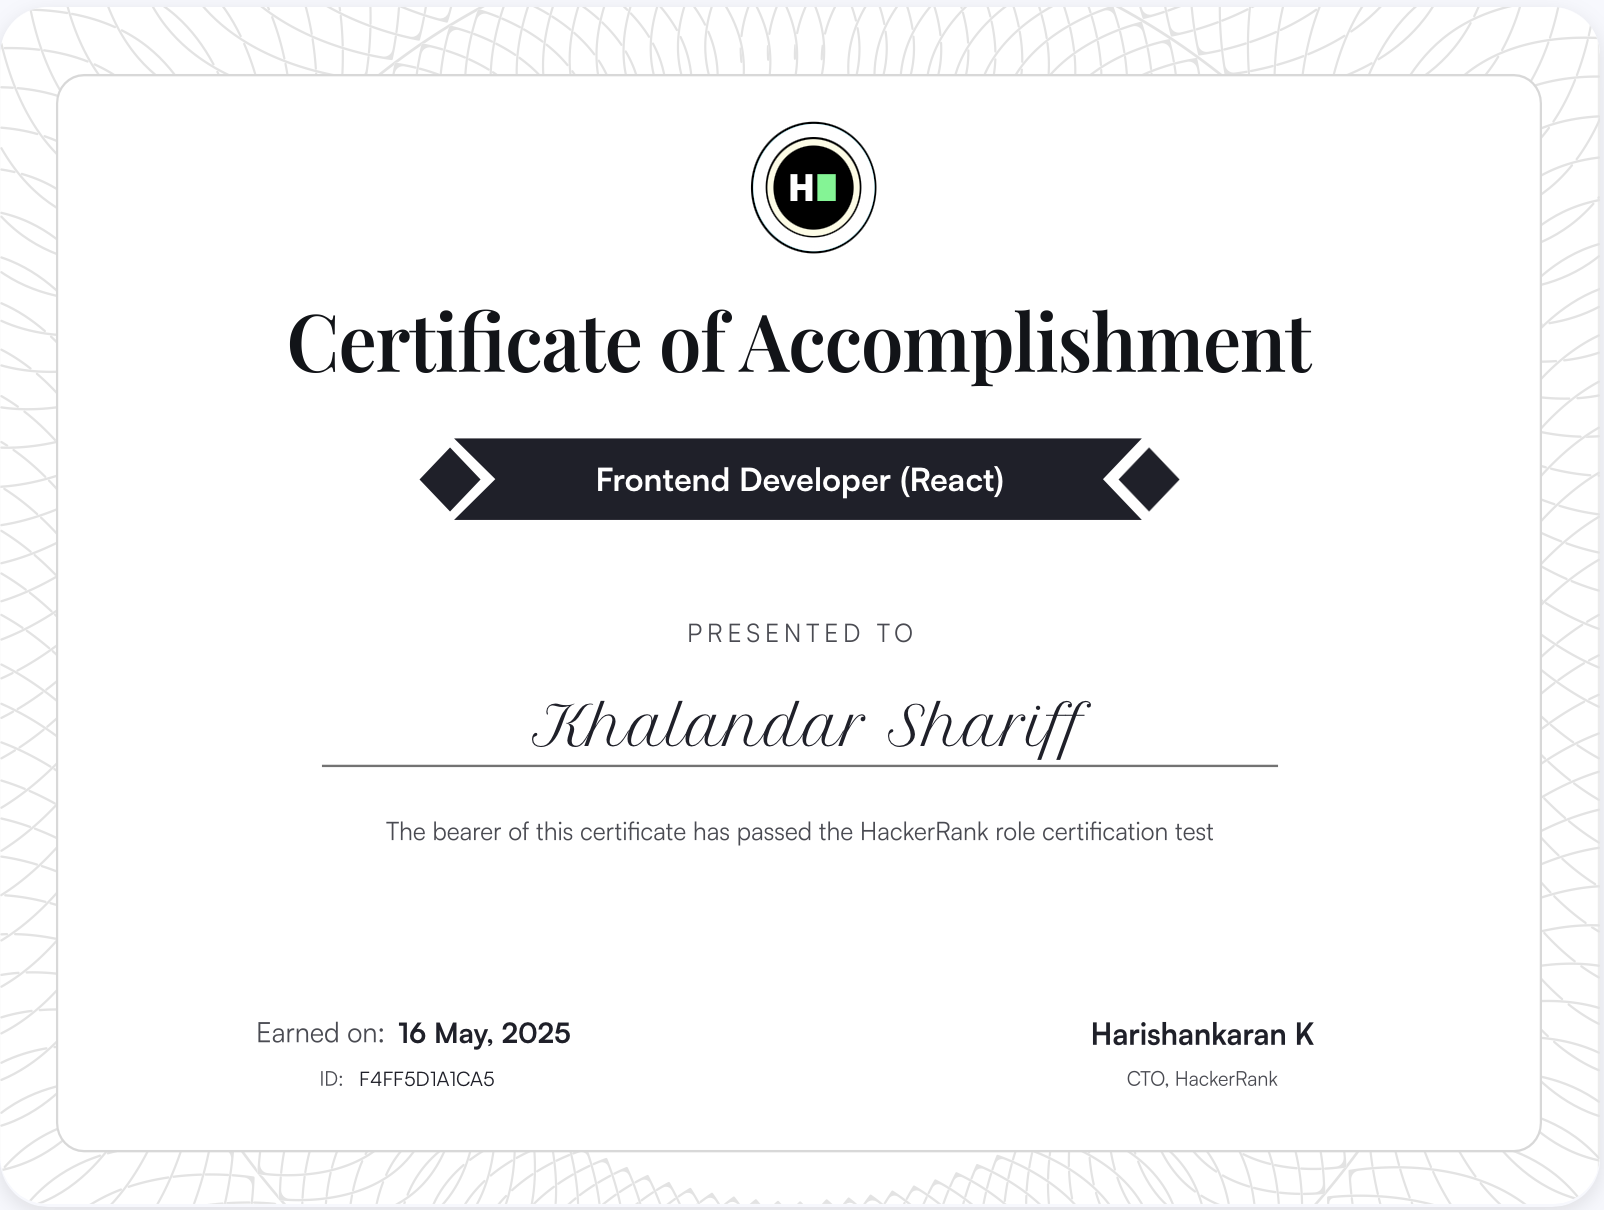 H
Certificate of Accomplishment
Frontend Developer (React)
PRESENTED TO
Khalandar Shariff
The bearer of this certificate has passed the HackerRank role certification test
Earned on: 16 May, 2025
ID: F4FF5D1A1CA5
Harishankaran K
CTO, HackerRank